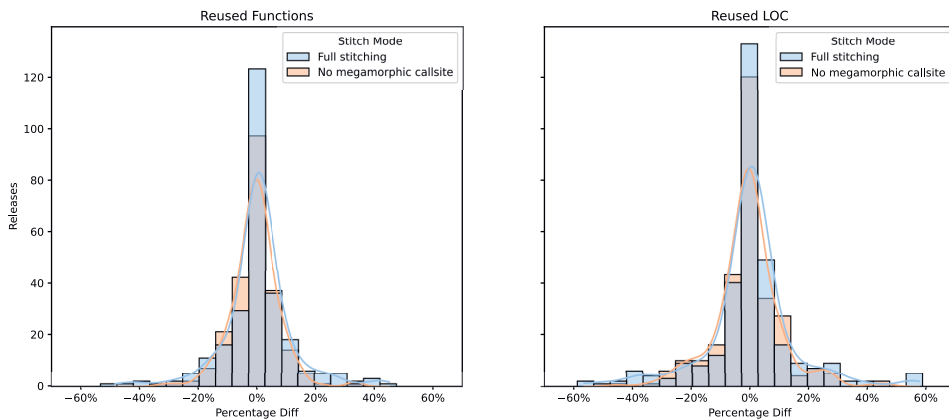 Reused Functions
Stitch Mode
Full stitching
No megamorphic callsite
120
100
80
60
40
20
0
Releases
−60% −40% −20% 0% 20% 40% 60%
Percentage Diff
Reused LOC
Stitch Mode
Full stitching
No megamorphic callsite
−60% −40% −20% 0% 20% 40% 60%
Percentage Diff